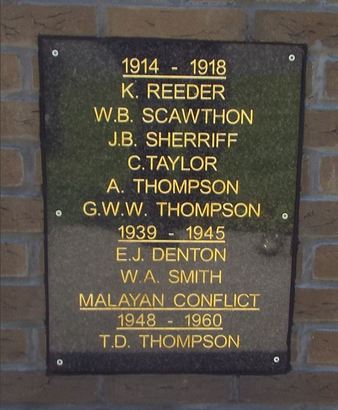 1914 - 1918
K. REEDER
W.B. SCAWTHON
J.B. SHERRIFF
C.TAYLOR
A. THOMPSON
G.W.W. THOMPSON
1939 - 1945
E.J. DENTON
W.A. SMITH
MALAYAN CONFLICT
1948 - 1960
T.D. THOMPSON